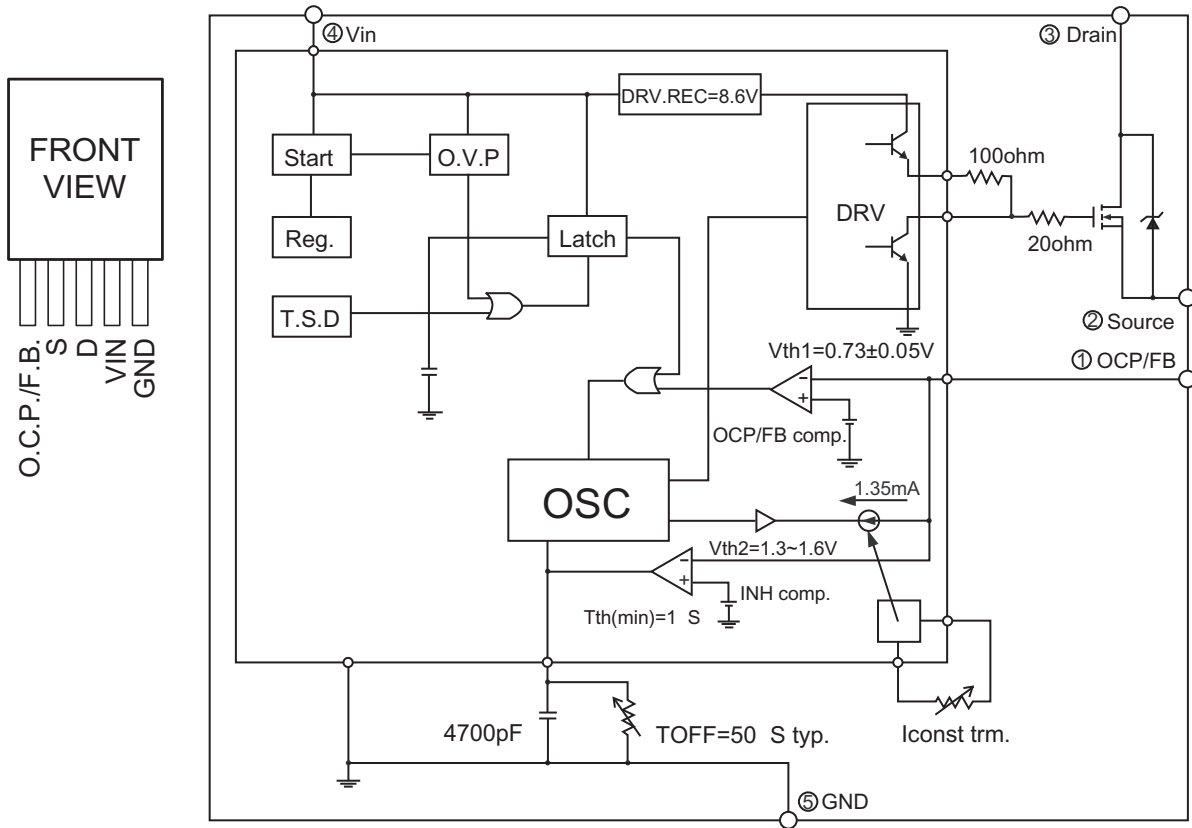 ④Vin
③ Drain
FRONT
VIEW
DRV.REC=8.6V
Start
O.V.P
100ohm
DRV
20ohm
Reg.
Latch
T.S.D
② Source
Vth1=0.73±0.05V
① OCP/FB
O.C.P./F.B.
S
D
VIN
GND
OCP/FB comp.
OSC
1.35mA
Vth2=1.3~1.6V
INH comp.
Tth(min)=1 S
4700pF
TOFF=50 S typ.
Iconst trm.
⑤GND
-
+
-
+